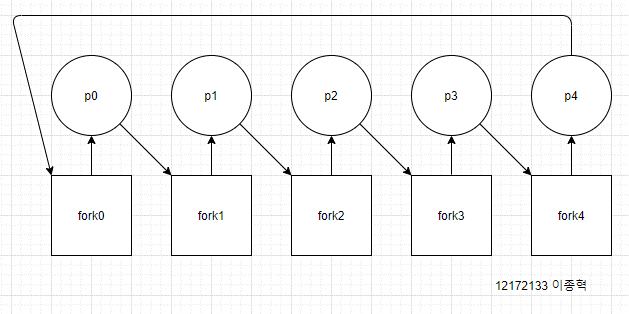 p0 p1 p2 p3 p4
fork0 fork1 fork2 fork3 fork4
12172133 이종혁